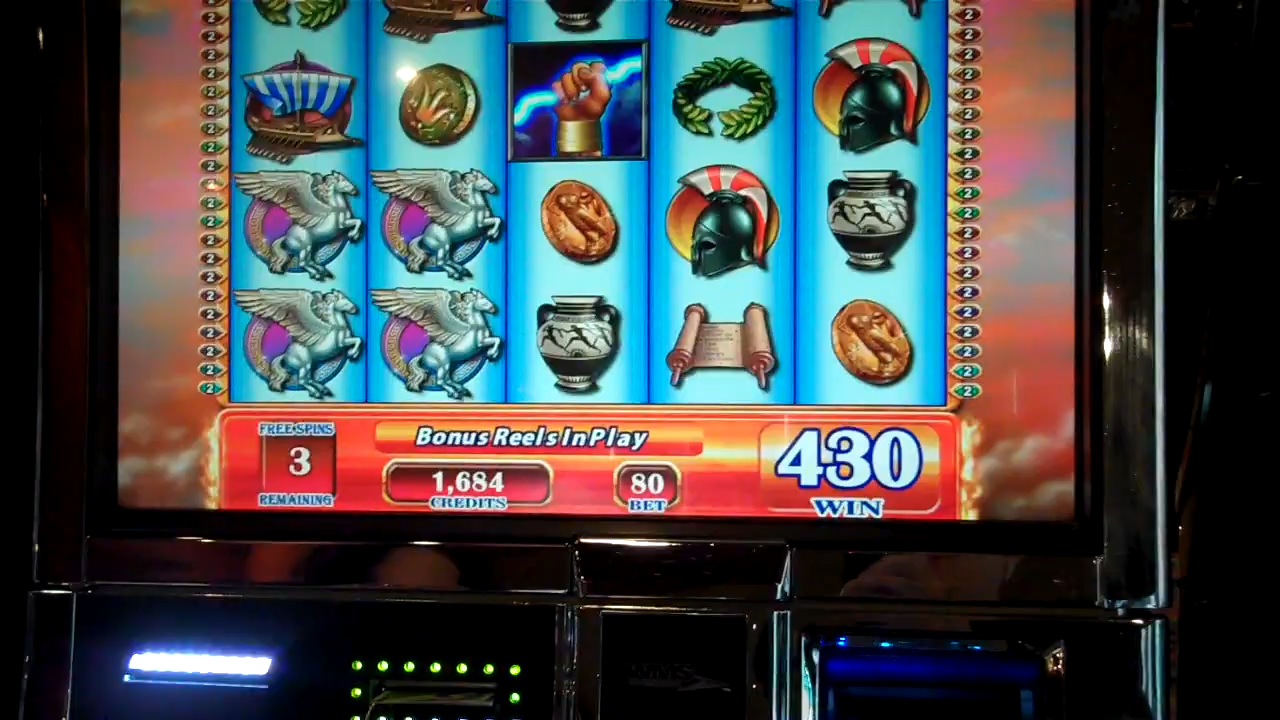 FREE SPINS
3
REMAINING
Bonus Reels In Play
1,684
CREDITS
80
BET
430
WIN